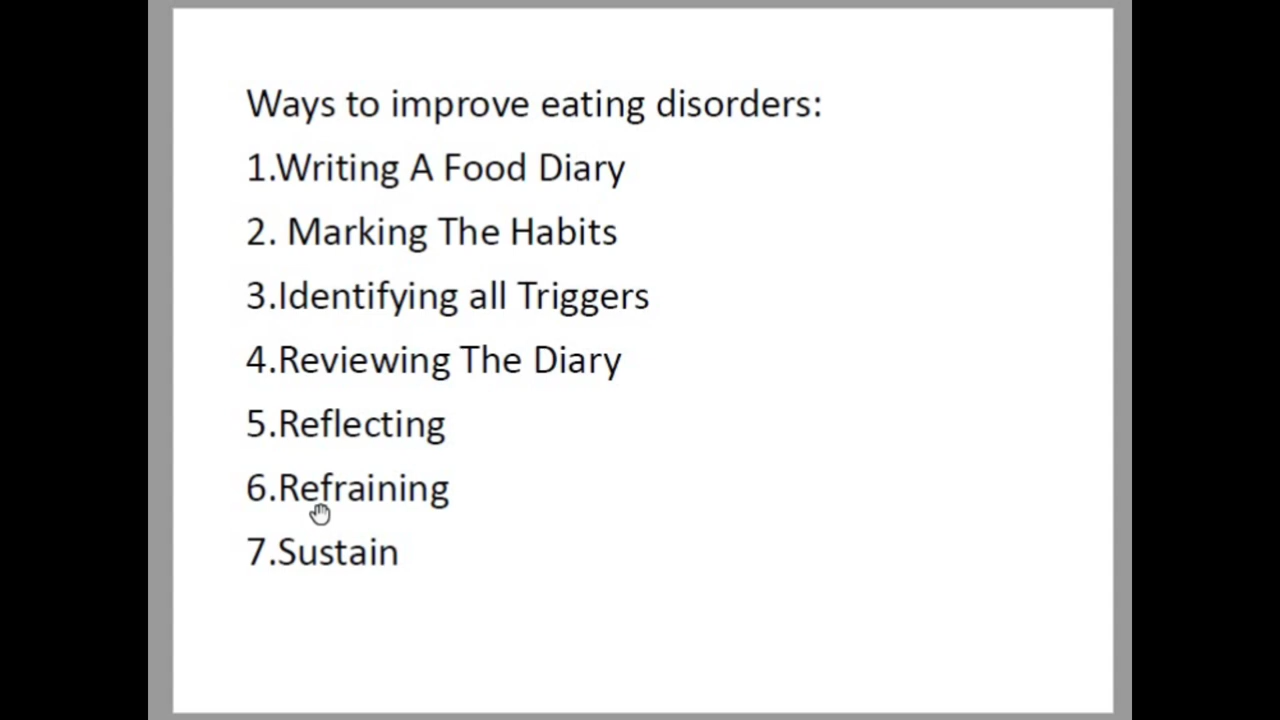 Ways to improve eating disorders:
1.Writing A Food Diary
2. Marking The Habits
3.Identifying all Triggers
4.Reviewing The Diary
5.Reflecting
6.Refraining
7.Sustain